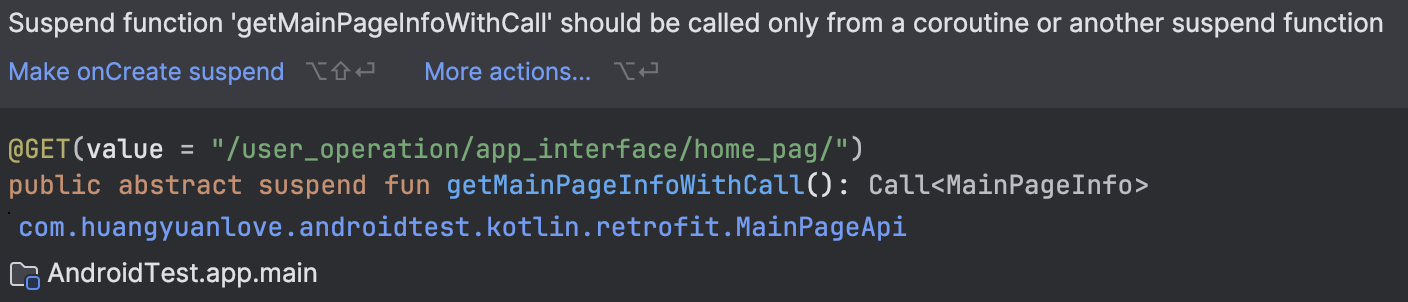 Suspend function 'getMainPageInfoWithCall' should be called only from a coroutine or another suspend function
Make onCreate suspend ⌥⇧⏎ More actions... ⌥⏎
@GET(value = "/user_operation/app_interface/home_pag/")
public abstract suspend fun getMainPageInfoWithCall(): Call<MainPageInfo>
com.huangyuanlove.androidtest.kotlin.retrofit.MainPageApi
AndroidTest.app.main